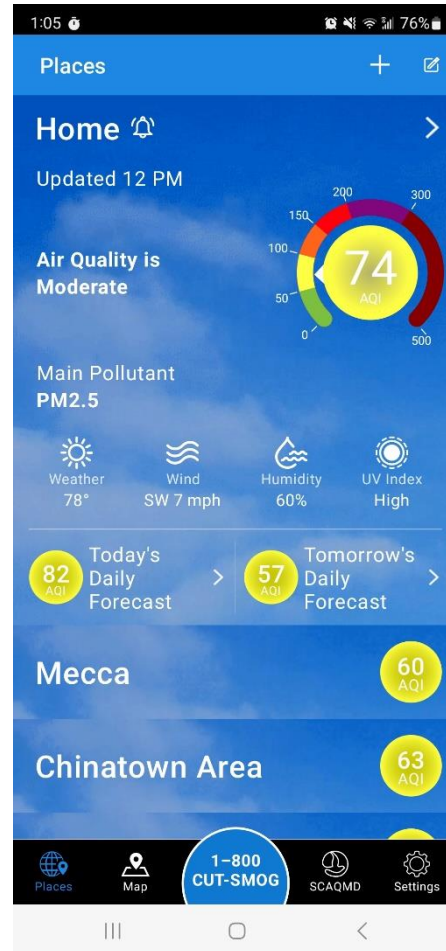 1:05 76%
Places
Home
Updated 12 PM
Air Quality is
Moderate
0
50
100
150
200
300
500
74
AQI
Main Pollutant
PM2.5
Weather
78°
Wind
SW 7 mph
Humidity
60%
UV Index
High
82
AQI
Today's
Daily
Forecast
57
AQI
Tomorrow's
Daily
Forecast
Mecca
60
AQI
Chinatown Area
63
AQI
Places
Map
1-800
CUT-SMOG
SCAQMD
Settings